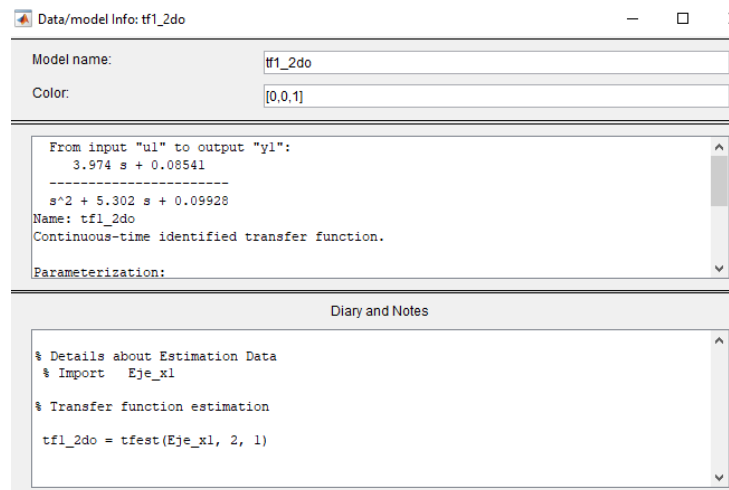 Data/model Info: tf1_2do
Model name:
tf1_2do
Color:
[0,0,1]
From input "u1" to output "y1":
3.974 s + 0.08541
-----------------------
s^2 + 5.302 s + 0.09928
Name: tf1_2do
Continuous-time identified transfer function.
Parameterization:
Diary and Notes
% Details about Estimation Data
% Import   Eje_x1
% Transfer function estimation
tf1_2do = tfest(Eje_x1, 2, 1)